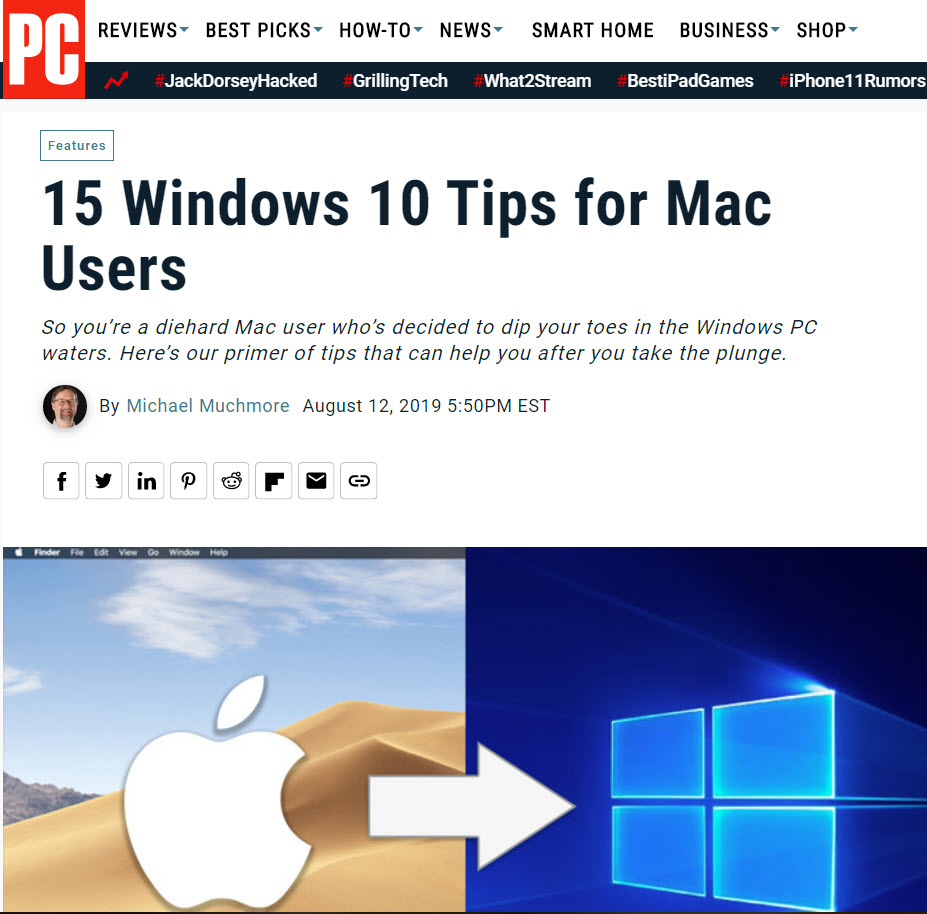 PC
REVIEWS BEST PICKS HOW-TO NEWS SMART HOME BUSINESS SHOP
#JackDorseyHacked #GrillingTech #What2Stream #BestiPadGames #iPhone11Rumors
Features
15 Windows 10 Tips for Mac
Users
So you’re a diehard Mac user who’s decided to dip your toes in the Windows PC
waters. Here’s our primer of tips that can help you after you take the plunge.
By Michael Muchmore August 12, 2019 5:50PM EST
Finder File Edit View Go Window Help